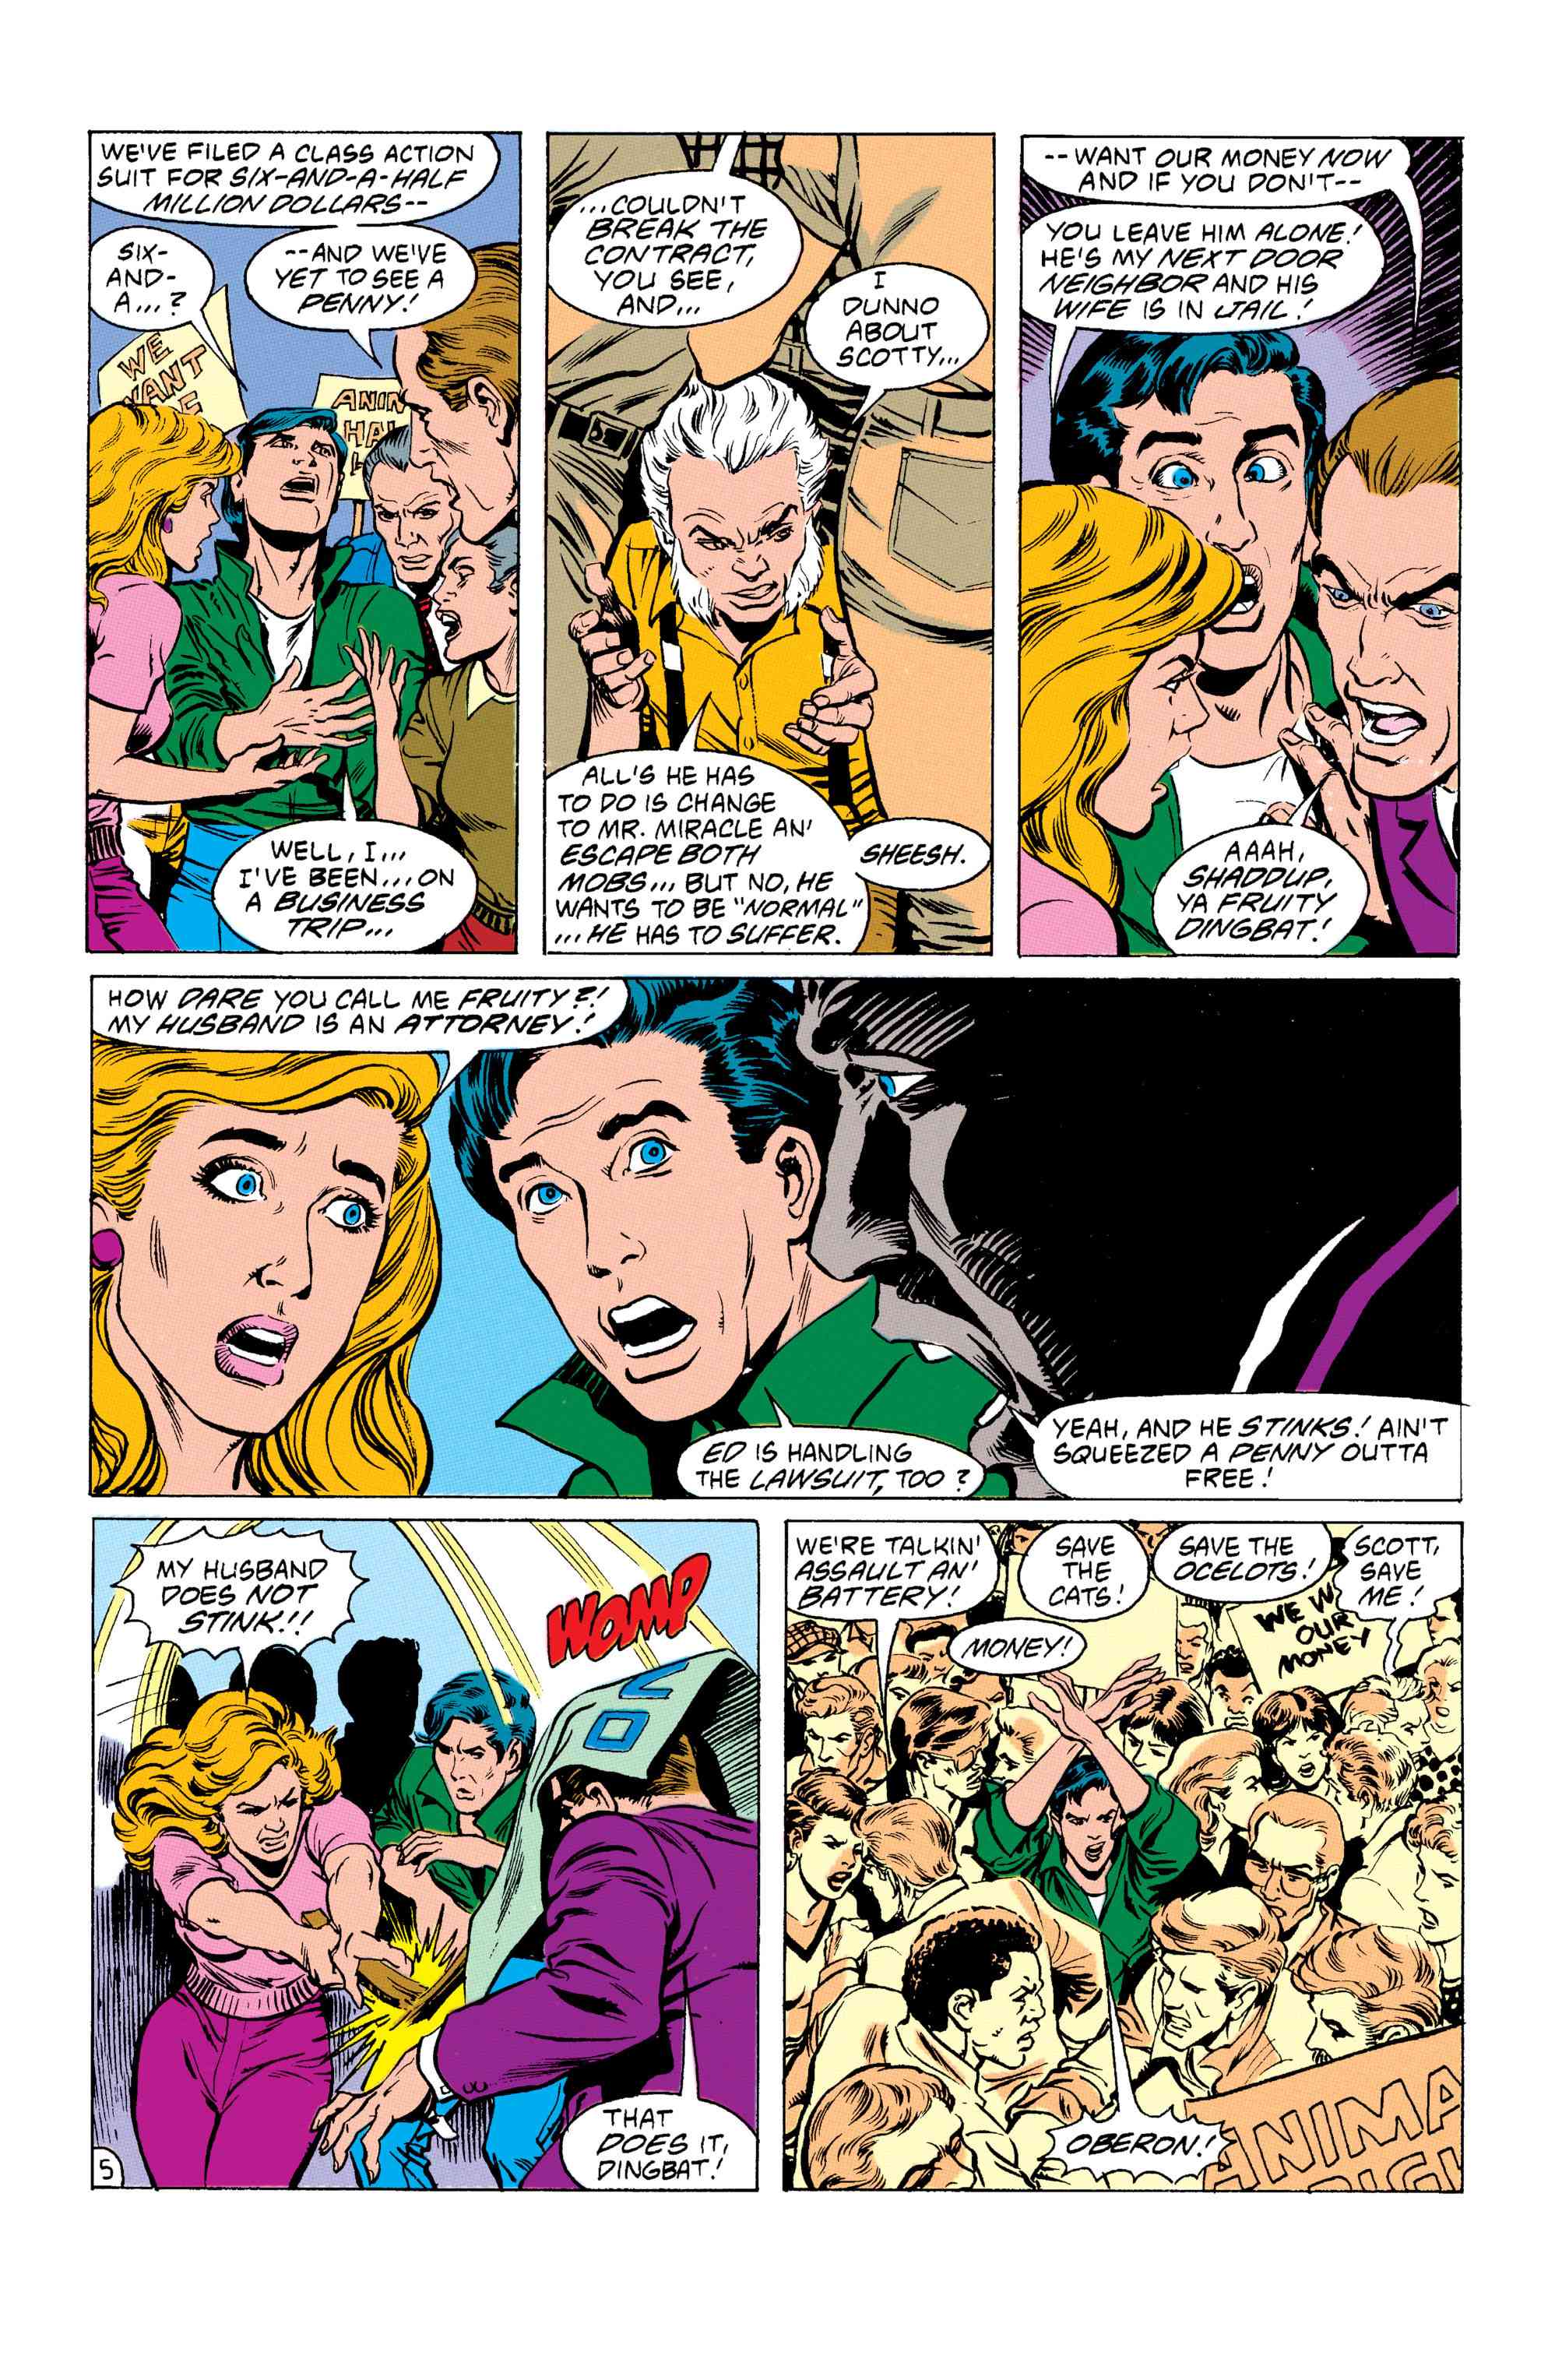 WE'VE FILED A CLASS ACTION
SUIT FOR SIX-AND-A-HALF
MILLION DOLLARS--
SIX-
AND-
A...?
--AND WE'VE
YET TO SEE A
PENNY!
WE
WANT
ANIM
HA
WELL, I...
I'VE BEEN...ON
A BUSINESS
TRIP...
...COULDN'T
BREAK THE
CONTRACT,
YOU SEE,
AND...
I
DUNNO
ABOUT
SCOTTY...
ALL'S HE HAS
TO DO IS CHANGE
TO MR. MIRACLE AN'
ESCAPE BOTH
MOBS... BUT NO, HE
WANTS TO BE "NORMAL"
...HE HAS TO SUFFER.
SHEESH.
--WANT OUR MONEY NOW
AND IF YOU DON'T--
YOU LEAVE HIM ALONE!
HE'S MY NEXT DOOR
NEIGHBOR AND HIS
WIFE IS IN JAIL!
AAAH,
SHADDUP,
YA FRUITY
DINGBAT!
HOW DARE YOU CALL ME FRUITY?!
MY HUSBAND IS AN ATTORNEY!
ED IS HANDLING
THE LAWSUIT, TOO?
YEAH, AND HE STINKS! AIN'T
SQUEEZED A PENNY OUTTA
FREE!
MY HUSBAND
DOES NOT
STINK!!
WOMP
THAT
DOES IT,
DINGBAT!
5
WE'RE TALKIN'
ASSAULT AN'
BATTERY!
SAVE
THE
CATS!
SAVE THE
OCELOTS!
SCOTT,
SAVE
ME!
MONEY!
WE W
OUR
MONEY
OBERON!
ANIMA
RIGH